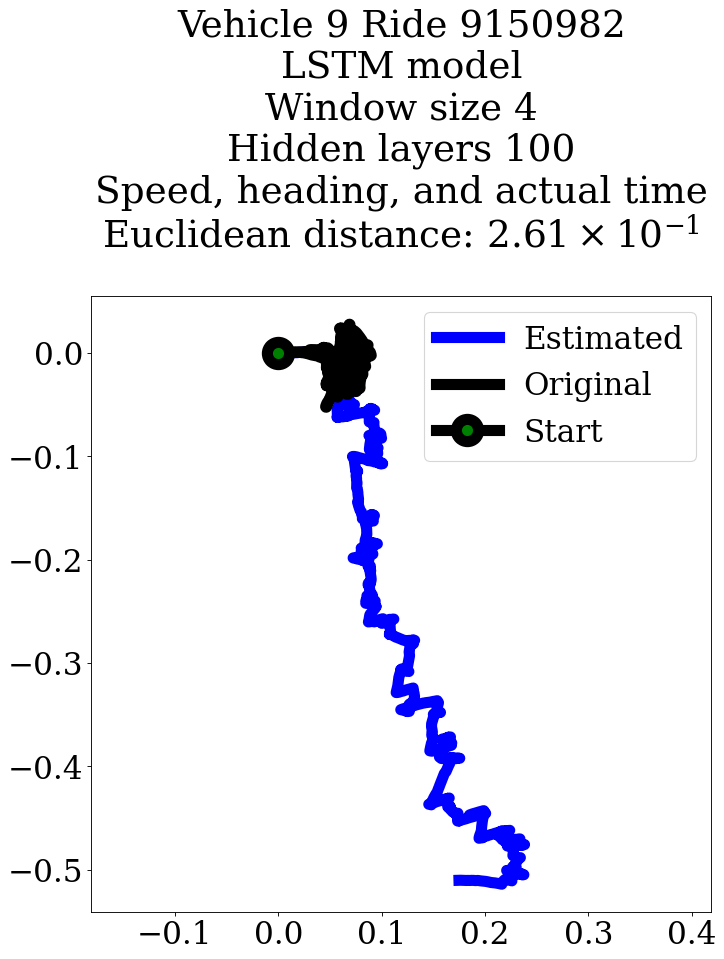 Vehicle 9 Ride 9150982
LSTM model
Window size 4
Hidden layers 100
Speed, heading, and actual time
Euclidean distance: 2.61 × 10⁻¹
Estimated
Original
Start
0.0
−0.1
−0.2
−0.3
−0.4
−0.5
−0.1 0.0 0.1 0.2 0.3 0.4